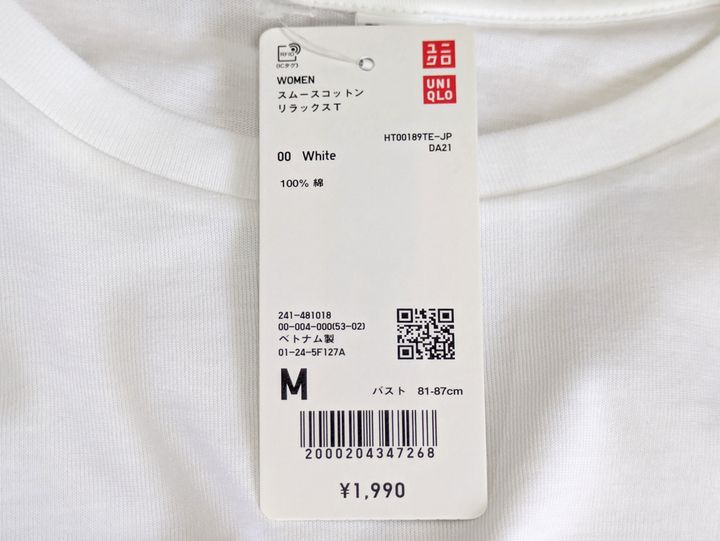 RFID
(ICタグ)
ユニ
クロ
UNI
QLO
WOMEN
スムースコットン
リラックスT
HT00189TE-JP
DA21
00 White
100% 綿
241-481018
00-004-000(53-02)
ベトナム製
01-24-5F127A
M
バスト 81-87cm
2000204347268
¥1,990